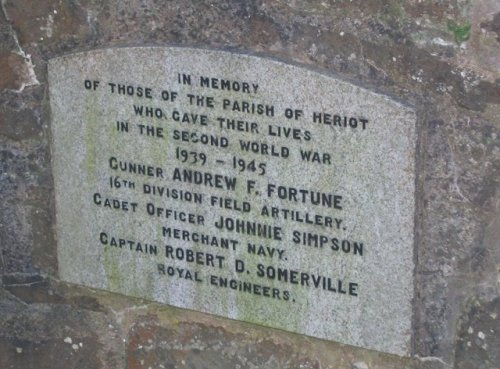 IN MEMORY
OF THOSE OF THE PARISH OF HERIOT
WHO GAVE THEIR LIVES
IN THE SECOND WORLD WAR
1939 - 1945
GUNNER ANDREW F. FORTUNE
16TH DIVISION FIELD ARTILLERY.
CADET OFFICER JOHNNIE SIMPSON
MERCHANT NAVY.
CAPTAIN ROBERT D. SOMERVILLE
ROYAL ENGINEERS.